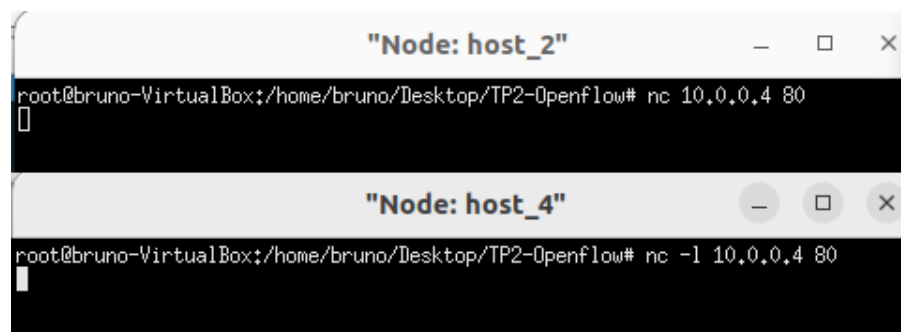 "Node: host_2"
root@bruno-VirtualBox:/home/bruno/Desktop/TP2-Openflow# nc 10.0.0.4 80
"Node: host_4"
root@bruno-VirtualBox:/home/bruno/Desktop/TP2-Openflow# nc -l 10.0.0.4 80